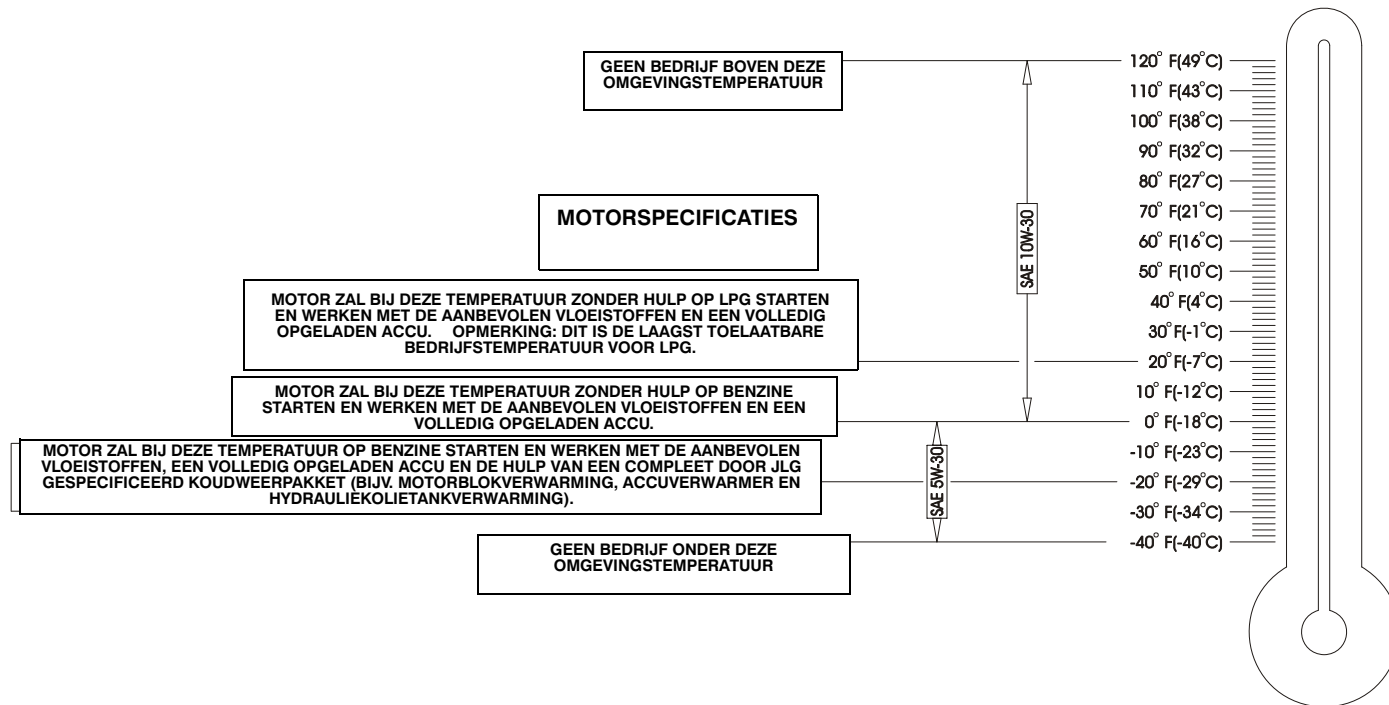 GEEN BEDRIJF BOVEN DEZE
OMGEVINGSTEMPERATUUR
120° F(49°C)
110° F(43°C)
100° F(38°C)
90° F(32°C)
80° F(27°C)
70° F(21°C)
60° F(16°C)
50° F(10°C)
40° F(4°C)
30° F(-1°C)
20° F(-7°C)
10° F(-12°C)
0° F(-18°C)
-10° F(-23°C)
-20° F(-29°C)
-30° F(-34°C)
-40° F(-40°C)
SAE 10W-30
MOTORSPECIFICATIES
MOTOR ZAL BIJ DEZE TEMPERATUUR ZONDER HULP OP LPG STARTEN
EN WERKEN MET DE AANBEVOLEN VLOEISTOFFEN EN EEN VOLLEDIG
OPGELADEN ACCU. OPMERKING: DIT IS DE LAAGST TOELAATBARE
BEDRIJFSTEMPERATUUR VOOR LPG.
MOTOR ZAL BIJ DEZE TEMPERATUUR ZONDER HULP OP BENZINE
STARTEN EN WERKEN MET DE AANBEVOLEN VLOEISTOFFEN EN EEN
VOLLEDIG OPGELADEN ACCU.
MOTOR ZAL BIJ DEZE TEMPERATUUR OP BENZINE STARTEN EN WERKEN MET DE AANBEVOLEN
VLOEISTOFFEN, EEN VOLLEDIG OPGELADEN ACCU EN DE HULP VAN EEN COMPLEET DOOR JLG
GESPECIFICEERD KOUDWEERPAKKET (BIJV. MOTORBLOKVERWARMING, ACCUVERWARMER EN
HYDRAULIEKOLIETANKVERWARMING).
SAE 5W-30
GEEN BEDRIJF ONDER DEZE
OMGEVINGSTEMPERATUUR